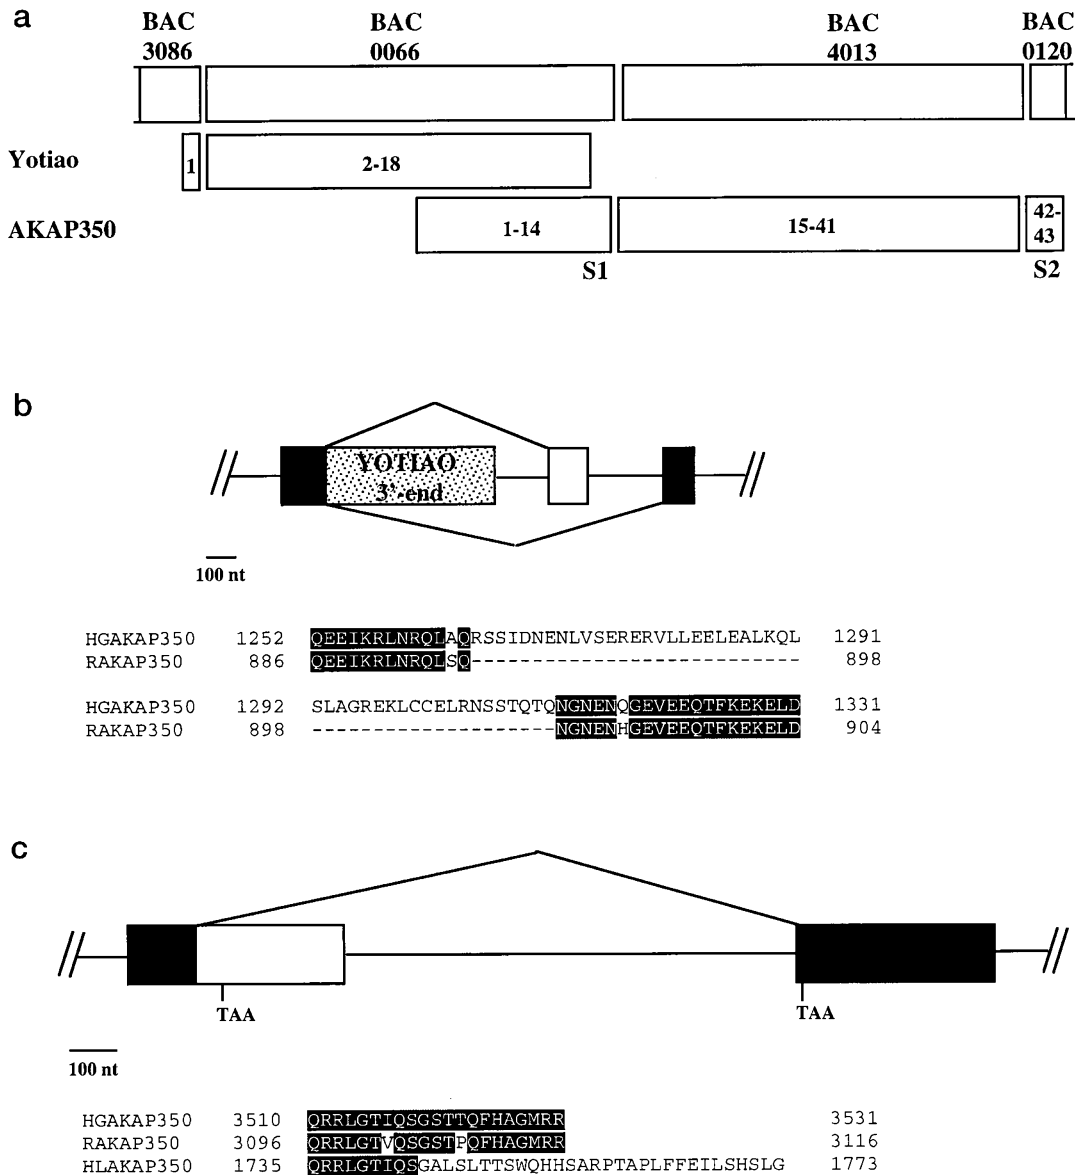 a
BAC 3086 BAC 0066 BAC 4013 BAC 0120
Yotiao 1 2-18
AKAP350 1-14 15-41 42-43
S1 S2
b
YOTIAO 3'-end
100 nt
HGAKAP350 1252 QEEIKRLNRQLAQRSSIDNENLVSERERVLLEELEALKQL 1291
RAKAP350 886 QEEIKRLNRQLSQ--------------------------- 898
HGAKAP350 1292 SLAGREKLCCELRNSSTQTQNGNENQGEVEEQTFKEKELD 1331
RAKAP350 898 --------------------NGNENHGEVEEQTFKEKELD 904
c
TAA TAA
100 nt
HGAKAP350 3510 QRRLGTIQSGSTTQFHAGMRR 3531
RAKAP350 3096 QRRLGTVQSGSTPQFHAGMRR 3116
HLAKAP350 1735 QRRLGTIQSGALSLTTSWQHHSARPTAPLFFEILSHSLG 1773